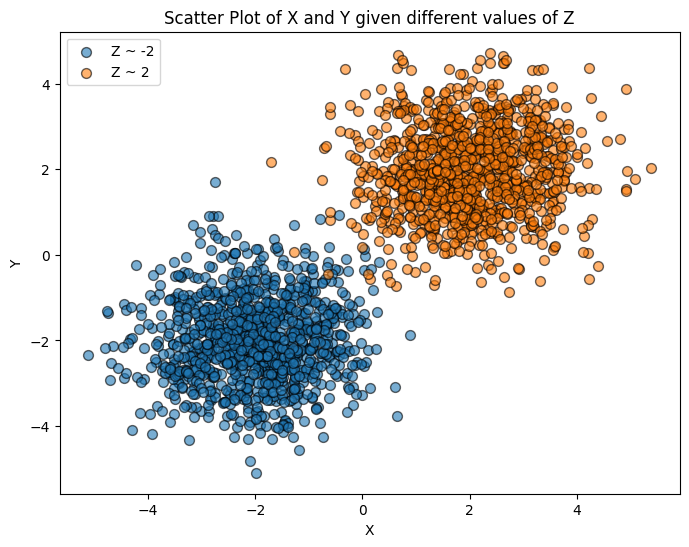 Scatter Plot of X and Y given different values of Z
Z ~ -2
Z ~ 2
4
2
0
−2
−4
Y
−4 −2 0 2 4
X